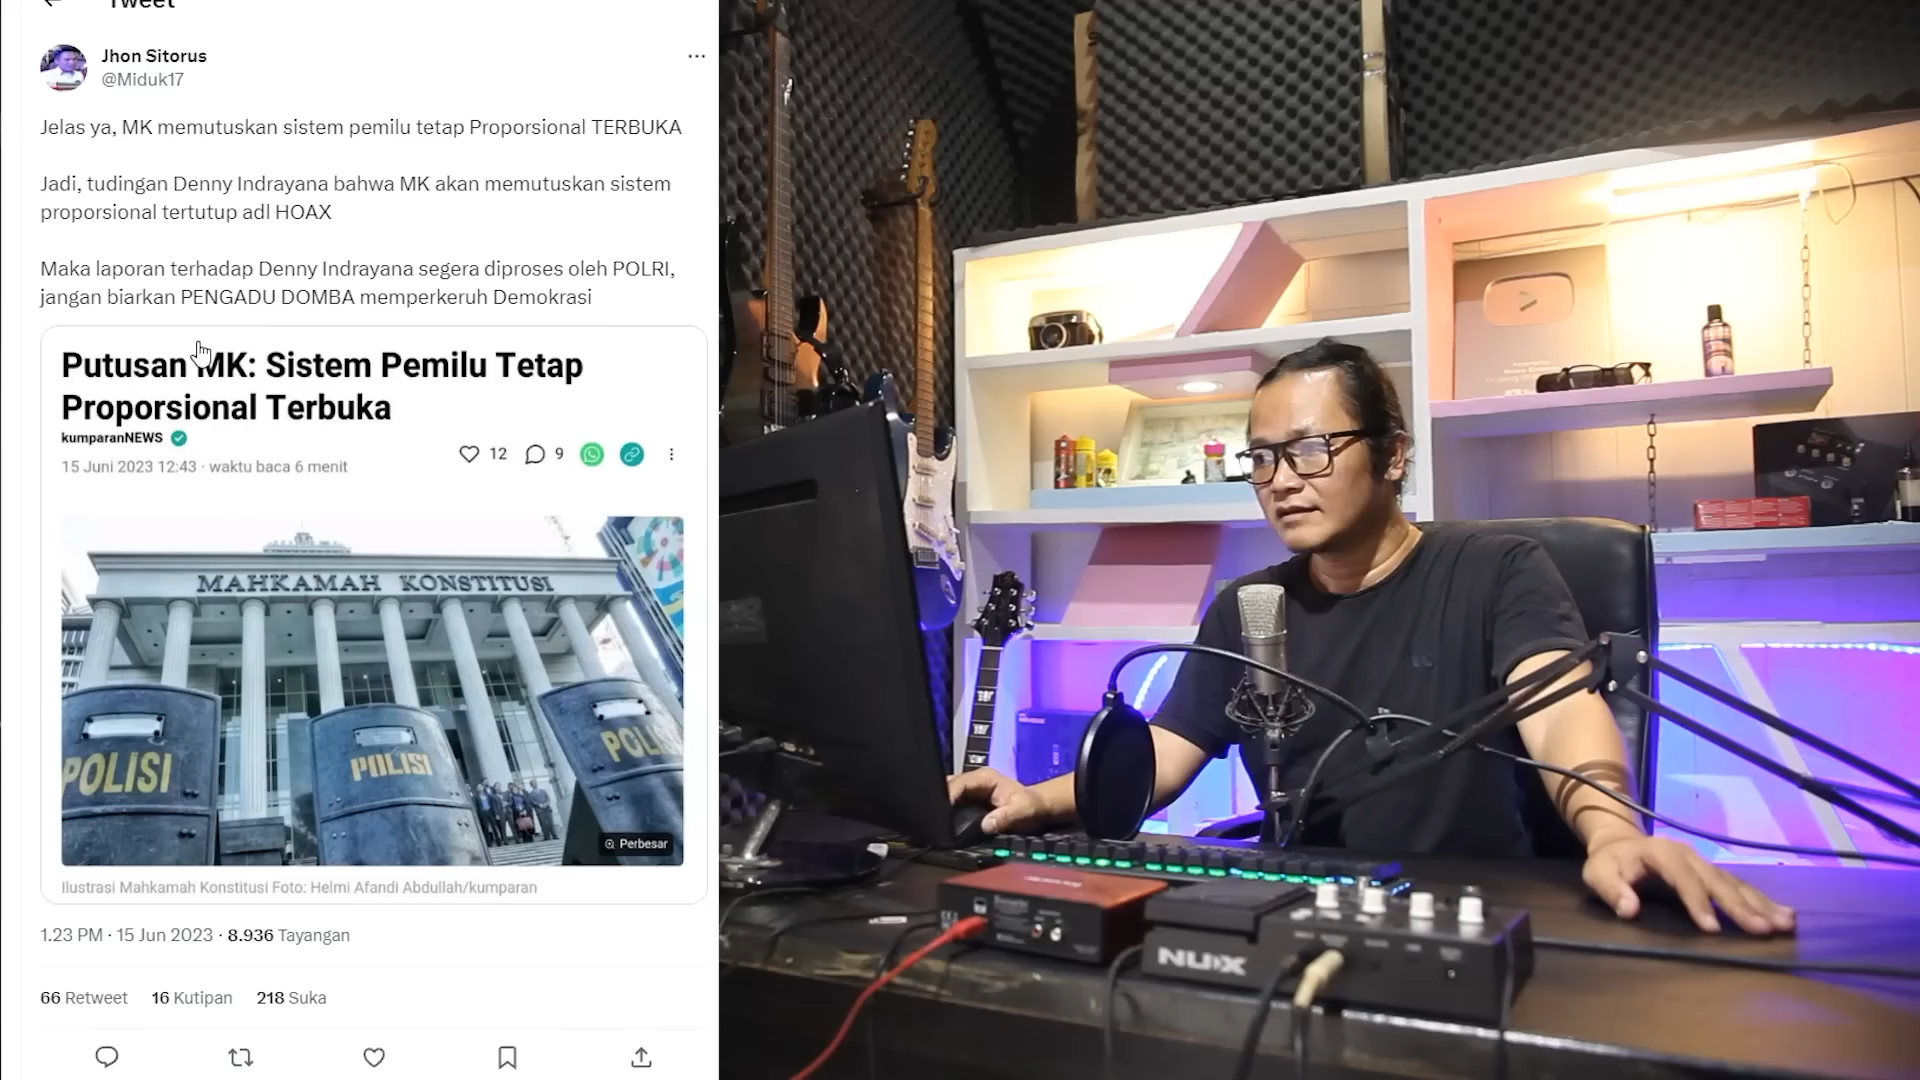 Tweet
Jhon Sitorus
@Miduk17
Jelas ya, MK memutuskan sistem pemilu tetap Proporsional TERBUKA
Jadi, tudingan Denny Indrayana bahwa MK akan memutuskan sistem
proporsional tertutup adl HOAX
Maka laporan terhadap Denny Indrayana segera diproses oleh POLRI,
jangan biarkan PENGADU DOMBA memperkeruh Demokrasi
Putusan MK: Sistem Pemilu Tetap
Proporsional Terbuka
kumparanNEWS
12
9
15 Juni 2023 12:43 · waktu baca 6 menit
MAHKAMAH KONSTITUSI
POLISI
POLISI
POLIS
Perbesar
Ilustrasi Mahkamah Konstitusi Foto: Helmi Afandi Abdullah/kumparan
1.23 PM · 15 Jun 2023 · 8.936 Tayangan
66 Retweet 16 Kutipan 218 Suka
NUX